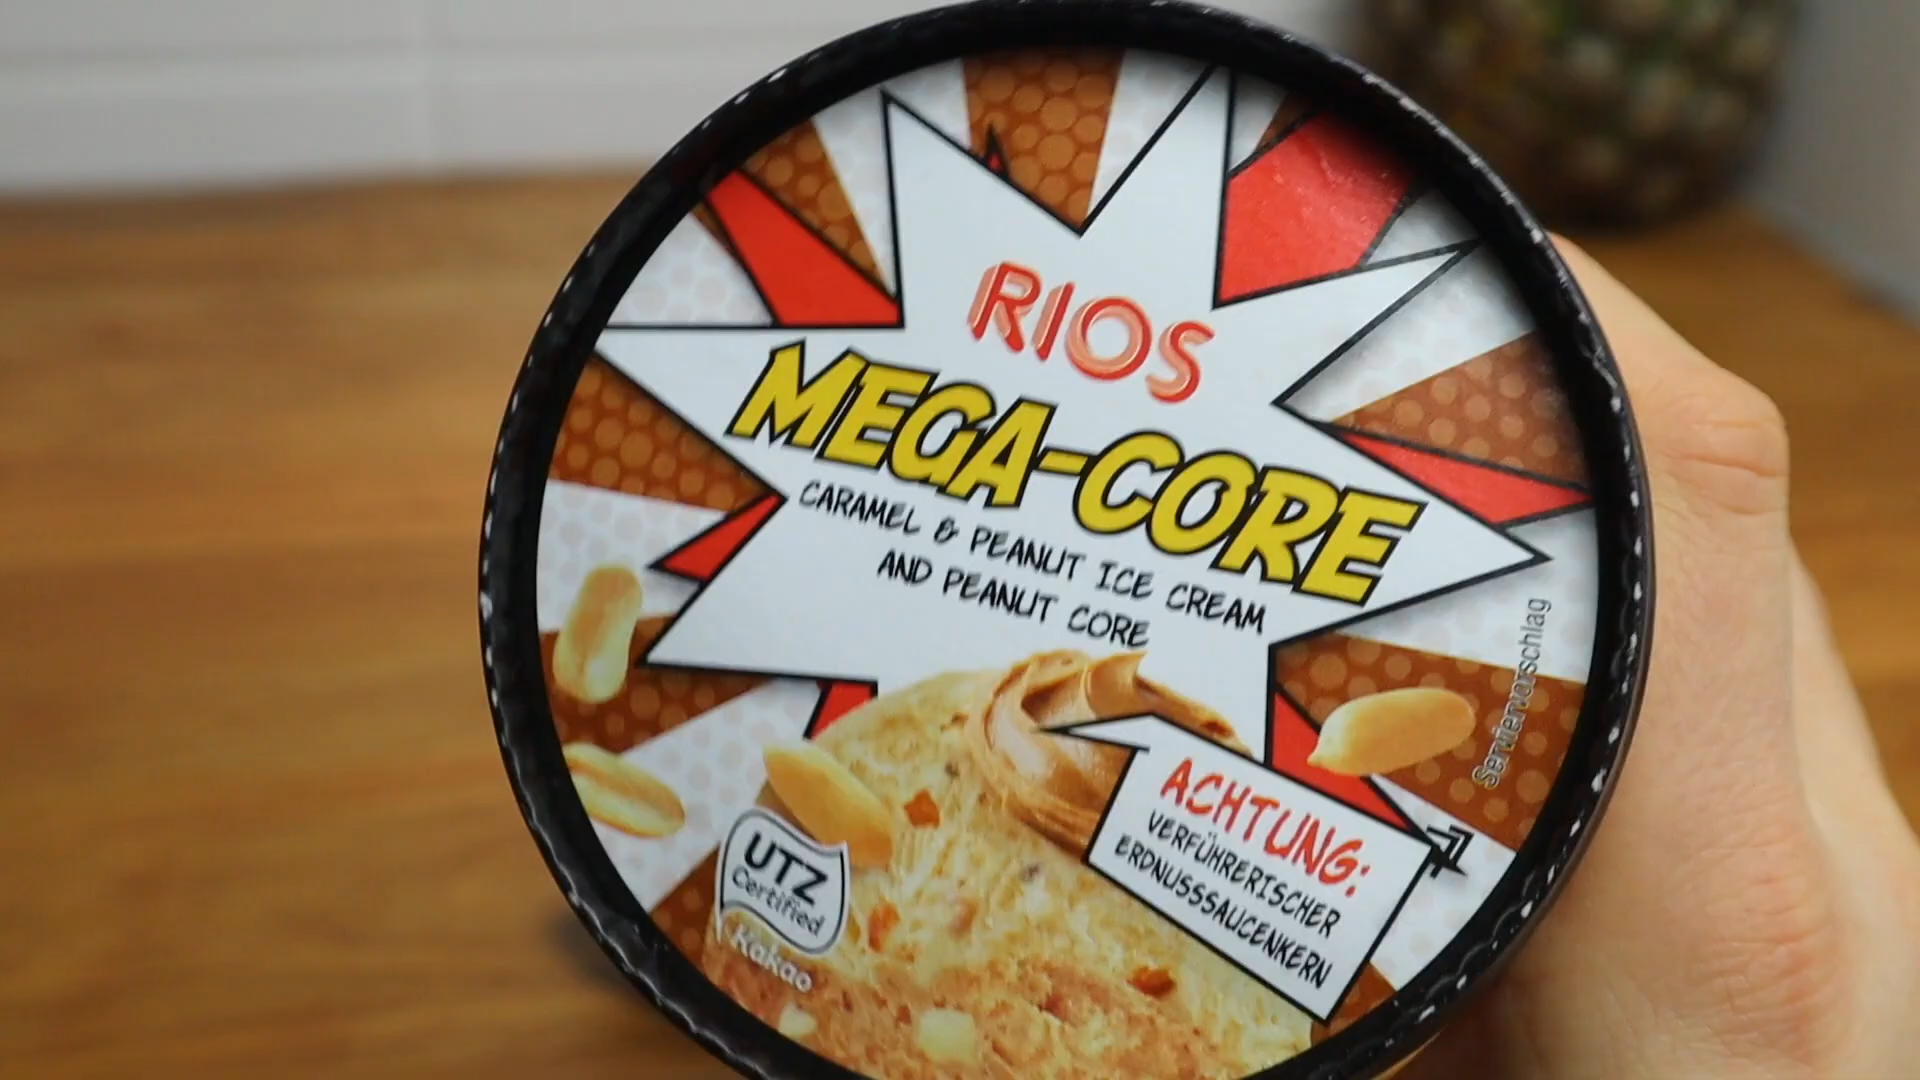 RIOS
MEGA-CORE
CARAMEL & PEANUT ICE CREAM
AND PEANUT CORE
Serviervorschlag
ACHTUNG:
VERFÜHRERISCHER
ERDNUSSSAUCENKERN
UTZ
Certified
Kakao